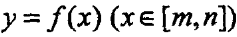 y = f(x) (x∈[m,n])